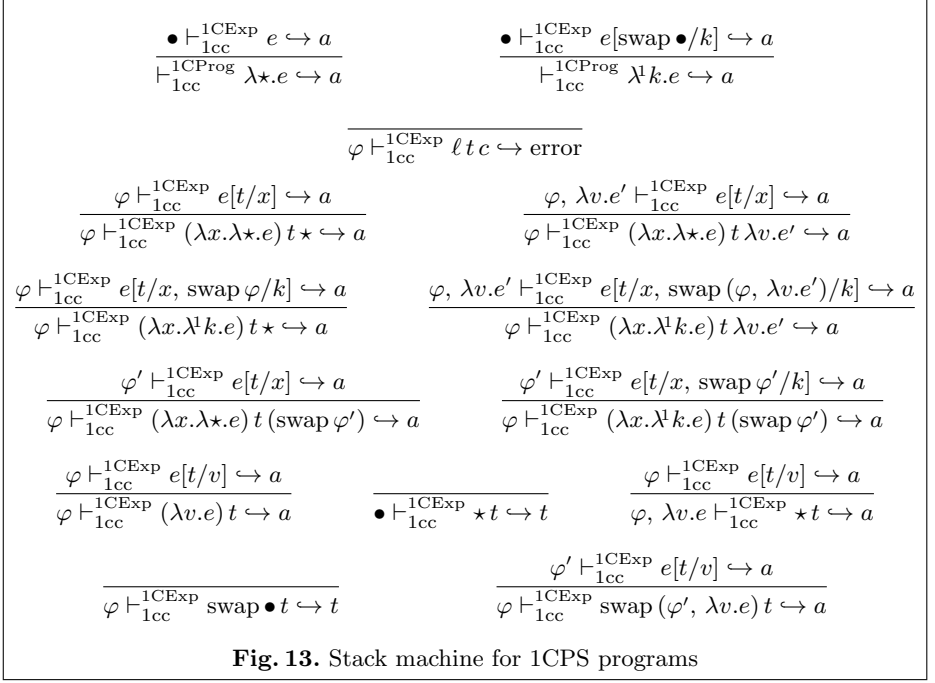 • ⊢^{1CExp}_{1cc} e ↪ a    • ⊢^{1CExp}_{1cc} e[swap •/k] ↪ a
⊢^{1CProg}_{1cc} λ⋆.e ↪ a    ⊢^{1CProg}_{1cc} λ¹k.e ↪ a
φ ⊢^{1CExp}_{1cc} ℓ t c ↪ error
φ ⊢^{1CExp}_{1cc} e[t/x] ↪ a    φ, λv.e′ ⊢^{1CExp}_{1cc} e[t/x] ↪ a
φ ⊢^{1CExp}_{1cc} (λx.λ⋆.e) t ⋆ ↪ a    φ ⊢^{1CExp}_{1cc} (λx.λ⋆.e) t λv.e′ ↪ a
φ ⊢^{1CExp}_{1cc} e[t/x, swap φ/k] ↪ a    φ, λv.e′ ⊢^{1CExp}_{1cc} e[t/x, swap (φ, λv.e′)/k] ↪ a
φ ⊢^{1CExp}_{1cc} (λx.λ¹k.e) t ⋆ ↪ a    φ ⊢^{1CExp}_{1cc} (λx.λ¹k.e) t λv.e′ ↪ a
φ′ ⊢^{1CExp}_{1cc} e[t/x] ↪ a    φ′ ⊢^{1CExp}_{1cc} e[t/x, swap φ′/k] ↪ a
φ ⊢^{1CExp}_{1cc} (λx.λ⋆.e) t (swap φ′) ↪ a    φ ⊢^{1CExp}_{1cc} (λx.λ¹k.e) t (swap φ′) ↪ a
φ ⊢^{1CExp}_{1cc} e[t/v] ↪ a    φ ⊢^{1CExp}_{1cc} e[t/v] ↪ a
φ ⊢^{1CExp}_{1cc} (λv.e) t ↪ a    • ⊢^{1CExp}_{1cc} ⋆ t ↪ t    φ, λv.e ⊢^{1CExp}_{1cc} ⋆ t ↪ a
φ′ ⊢^{1CExp}_{1cc} e[t/v] ↪ a
φ ⊢^{1CExp}_{1cc} swap • t ↪ t    φ ⊢^{1CExp}_{1cc} swap (φ′, λv.e) t ↪ a
Fig. 13. Stack machine for 1CPS programs